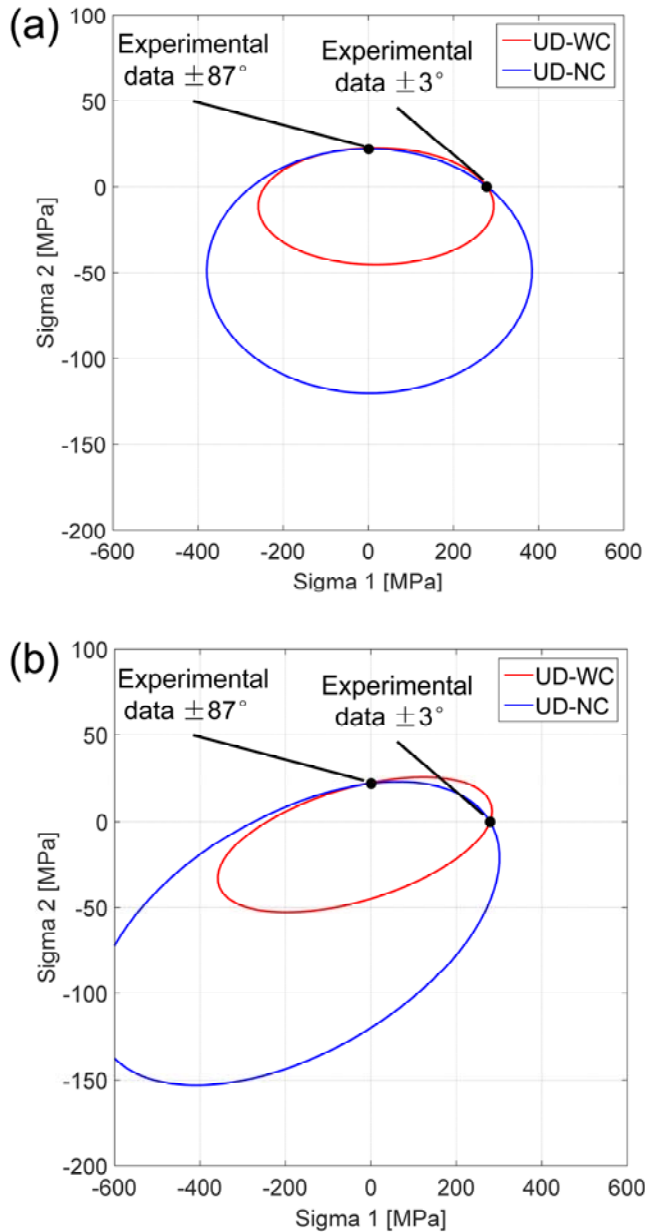 (a)
Experimental
data ±87°
Experimental
data ±3°
UD-WC
UD-NC
100
50
0
-50
-100
-150
-200
Sigma 2 [MPa]
-600 -400 -200 0 200 400 600
Sigma 1 [MPa]
(b)
Experimental
data ±87°
Experimental
data ±3°
UD-WC
UD-NC
100
50
0
-50
-100
-150
-200
Sigma 2 [MPa]
-600 -400 -200 0 200 400 600
Sigma 1 [MPa]